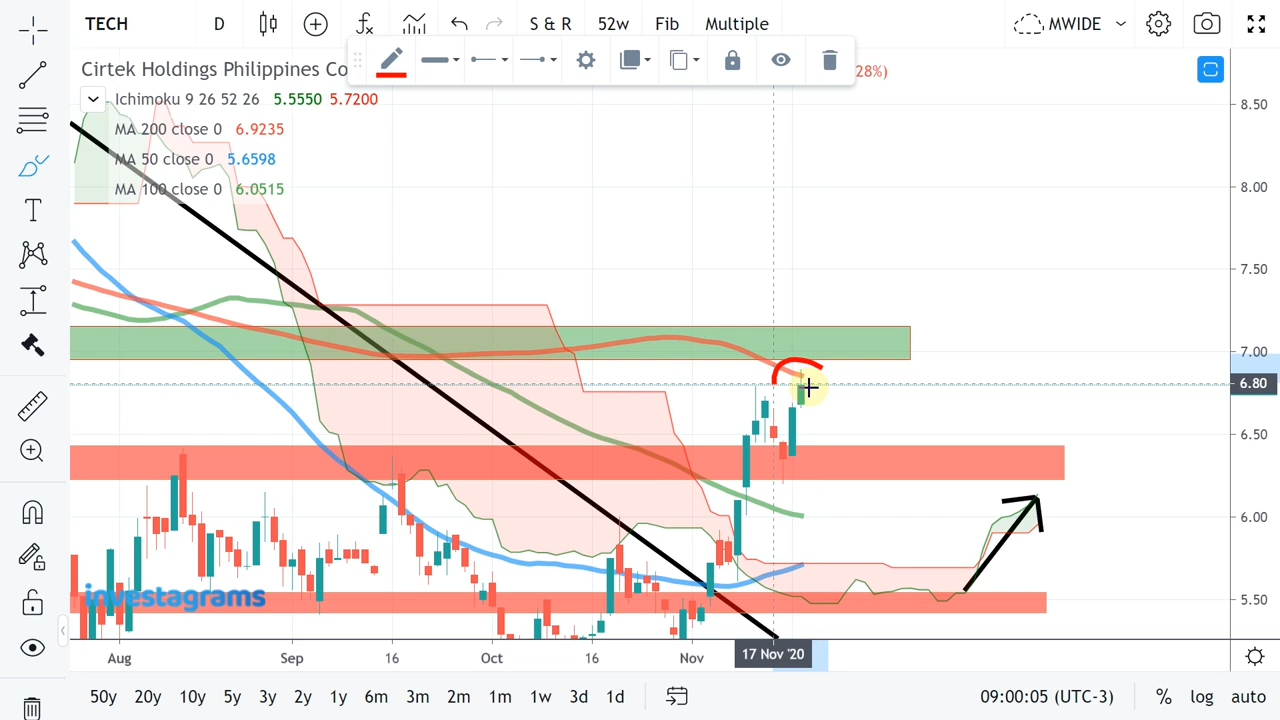 TECH D S & R 52w Fib Multiple MWIDE
Cirtek Holdings Philippines Co 28%)
Ichimoku 9 26 52 26 5.5550 5.7200
MA 200 close 0 6.9235
MA 50 close 0 5.6598
MA 100 close 0 6.0515
8.50
8.00
7.50
7.00
6.80
6.50
6.00
5.50
investagrams
Aug Sep 16 Oct 16 Nov 17 Nov '20
50y 20y 10y 5y 3y 2y 1y 6m 3m 2m 1m 1w 3d 1d 09:00:05 (UTC-3) % log auto